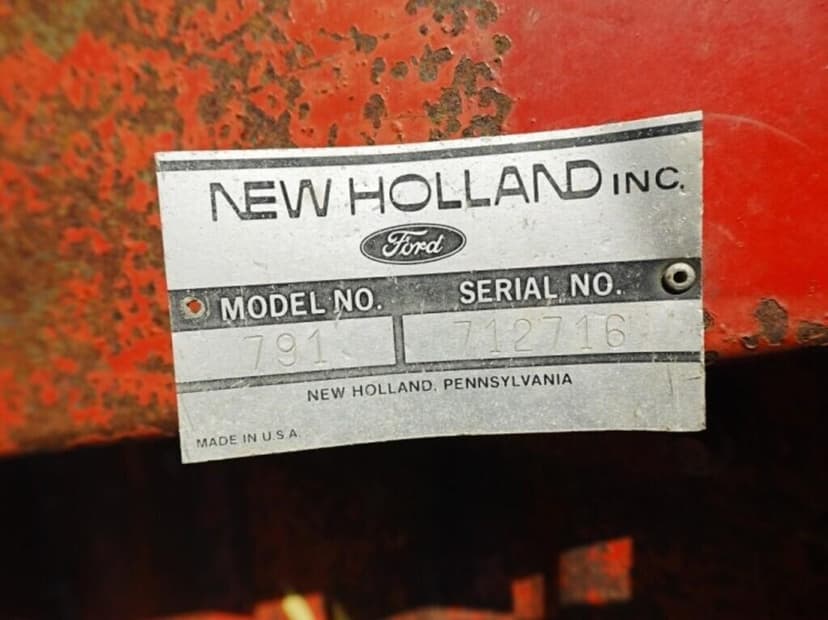 NEW HOLLAND INC.
Ford
MODEL NO. SERIAL NO.
791 712716
NEW HOLLAND, PENNSYLVANIA
MADE IN U.S.A.